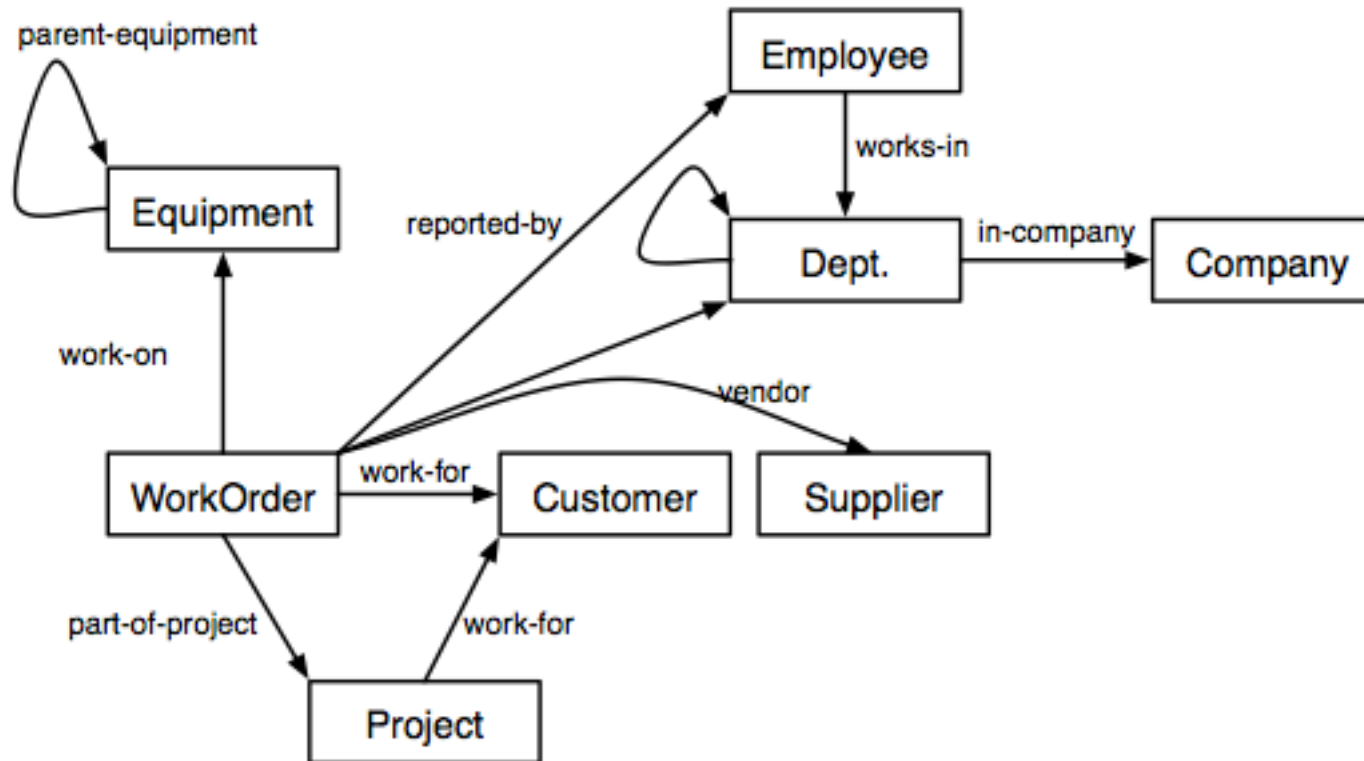 parent-equipment
Employee
works-in
Equipment
reported-by
Dept.
in-company
Company
work-on
vendor
WorkOrder
work-for
Customer
Supplier
part-of-project
work-for
Project